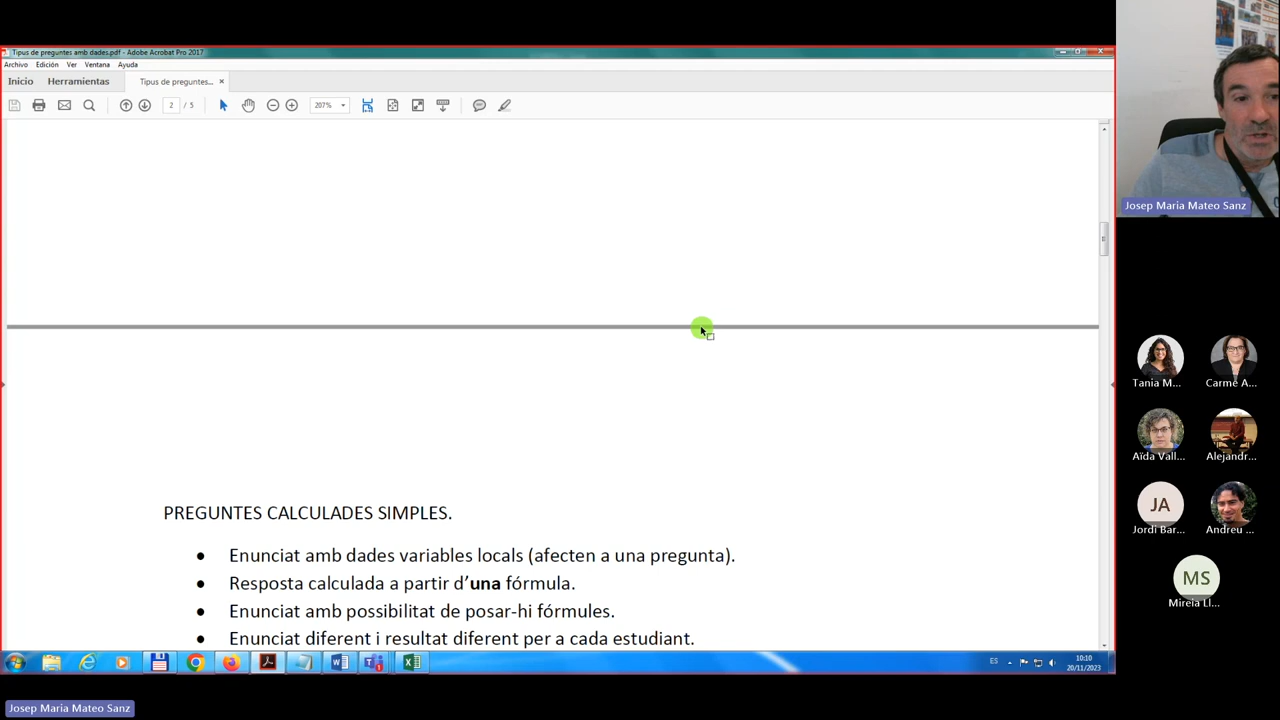 Tipus de preguntes amb dades.pdf - Adobe Acrobat Pro 2017
Archivo Edición Ver Ventana Ayuda
Inicio Herramientas Tipus de preguntes... ×
2 / 5 207%
PREGUNTES CALCULADES SIMPLES.
• Enunciat amb dades variables locals (afecten a una pregunta).
• Resposta calculada a partir d'una fórmula.
• Enunciat amb possibilitat de posar-hi fórmules.
• Enunciat diferent i resultat diferent per a cada estudiant.
ES 10:10
20/11/2023
Josep Maria Mateo Sanz
Josep Maria Mateo Sanz
Tania M... Carme A...
Aïda Vall... Alejandr...
JA
Jordi Bar... Andreu ...
MS
Mireia Ll...